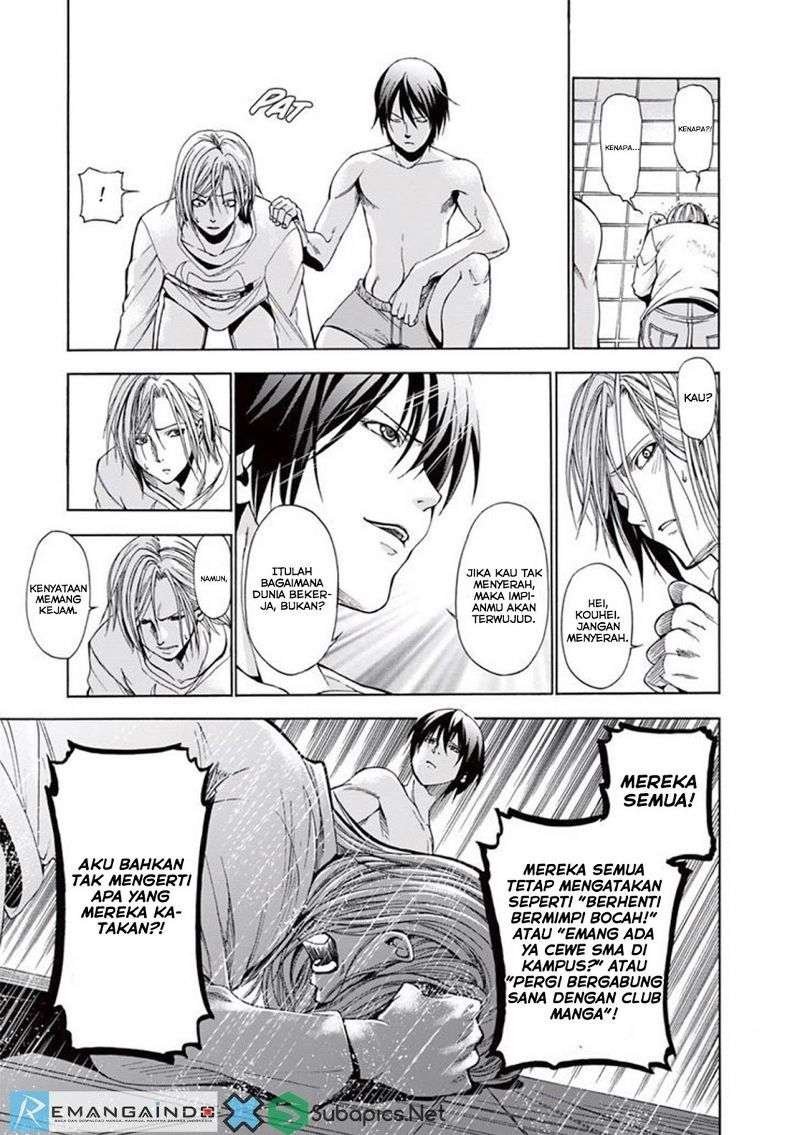 KENAPA?!
KENAPA...
PAT
!
KAU?
HEI,
KOUHEI.
JANGAN
MENYERAH.
JIKA KAU TAK
MENYERAH,
MAKA IMPI-
ANMU AKAN
TERWUJUD.
ITULAH
BAGAIMANA
DUNIA BEKER-
JA, BUKAN?
NAMUN,
KENYATAAN
MEMANG
KEJAM.
MEREKA
SEMUA!
MEREKA SEMUA
TETAP MENGATAKAN
SEPERTI "BERHENTI
BERMIMPI BOCAH!"
ATAU "EMANG ADA
YA CEWE SMA DI
KAMPUS?" ATAU
"PERGI BERGABUNG
SANA DENGAN CLUB
MANGA"!
AKU BAHKAN
TAK MENGERTI
APA YANG
MEREKA KA-
TAKAN?!
REMANGAINDO
Subapics.Net